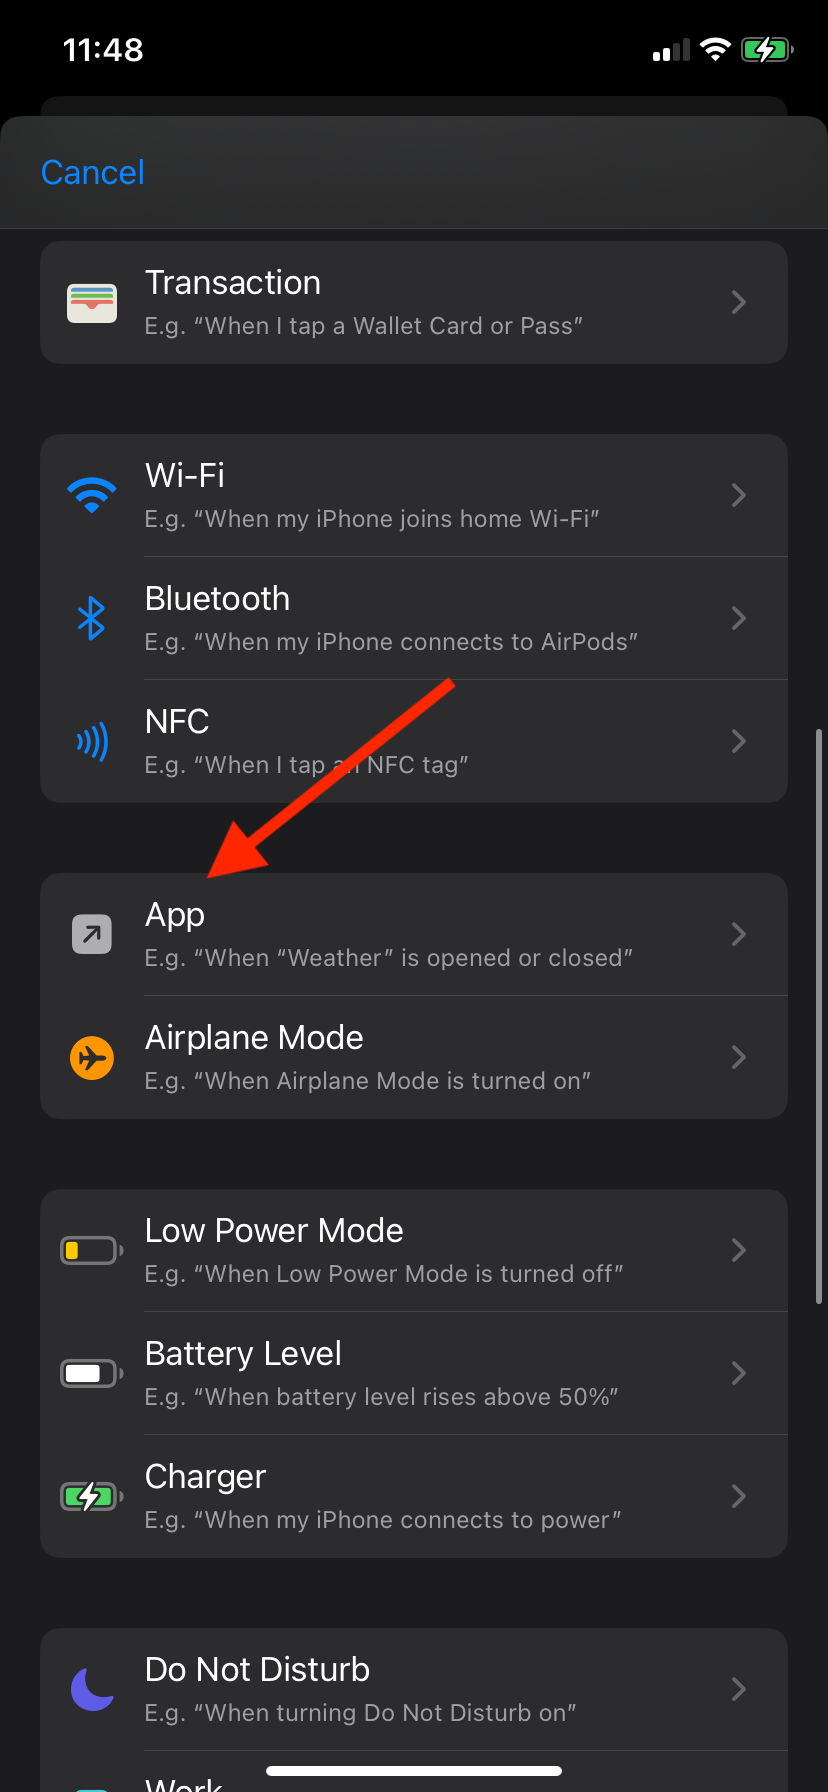 11:48
Cancel
Transaction
E.g. “When I tap a Wallet Card or Pass”
Wi-Fi
E.g. “When my iPhone joins home Wi-Fi”
Bluetooth
E.g. “When my iPhone connects to AirPods”
NFC
E.g. “When I tap an NFC tag”
App
E.g. “When “Weather” is opened or closed”
Airplane Mode
E.g. “When Airplane Mode is turned on”
Low Power Mode
E.g. “When Low Power Mode is turned off”
Battery Level
E.g. “When battery level rises above 50%”
Charger
E.g. “When my iPhone connects to power”
Do Not Disturb
E.g. “When turning Do Not Disturb on”
Work